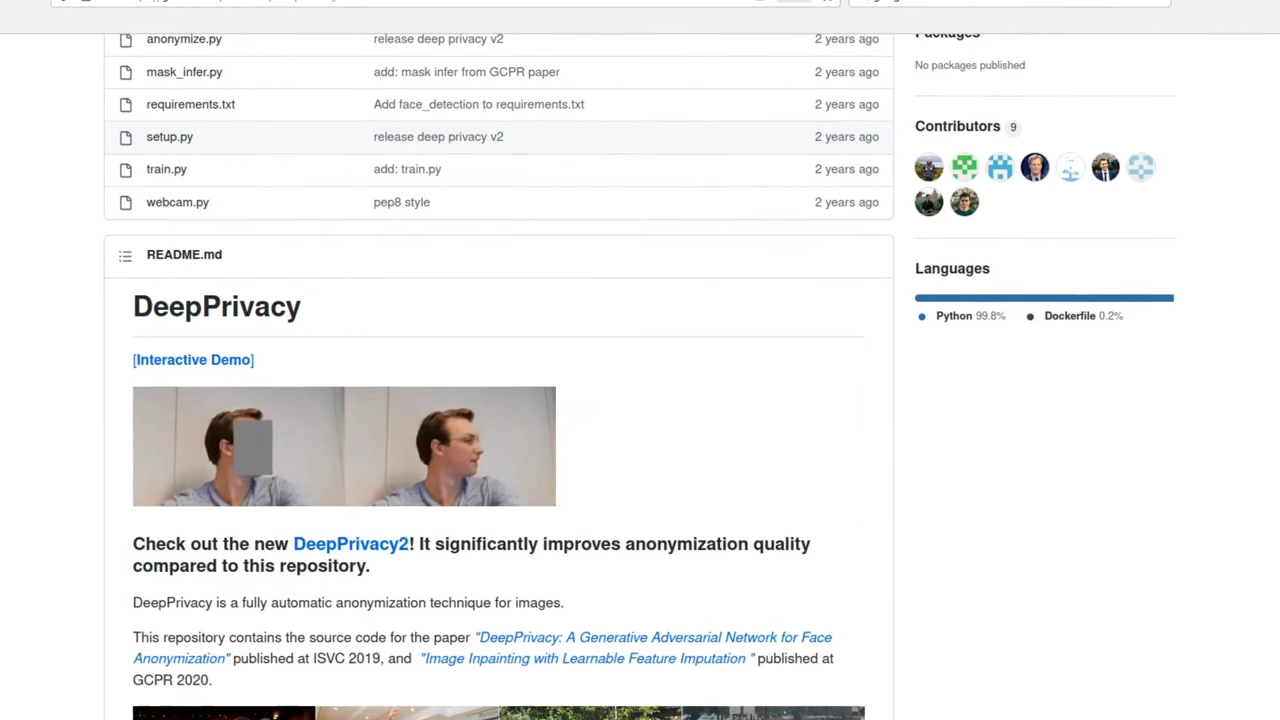 anonymize.py release deep privacy v2 2 years ago
mask_infer.py add: mask infer from GCPR paper 2 years ago
requirements.txt Add face_detection to requirements.txt 2 years ago
setup.py release deep privacy v2 2 years ago
train.py add: train.py 2 years ago
webcam.py pep8 style 2 years ago
README.md
DeepPrivacy
[Interactive Demo]
Check out the new DeepPrivacy2! It significantly improves anonymization quality
compared to this repository.
DeepPrivacy is a fully automatic anonymization technique for images.
This repository contains the source code for the paper "DeepPrivacy: A Generative Adversarial Network for Face
Anonymization" published at ISVC 2019, and "Image Inpainting with Learnable Feature Imputation " published at
GCPR 2020.
Packages
No packages published
Contributors 9
Languages
Python 99.8% Dockerfile 0.2%